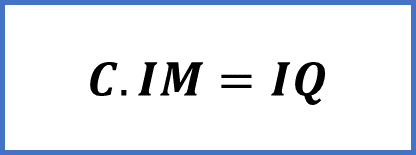 C.IM = IQ